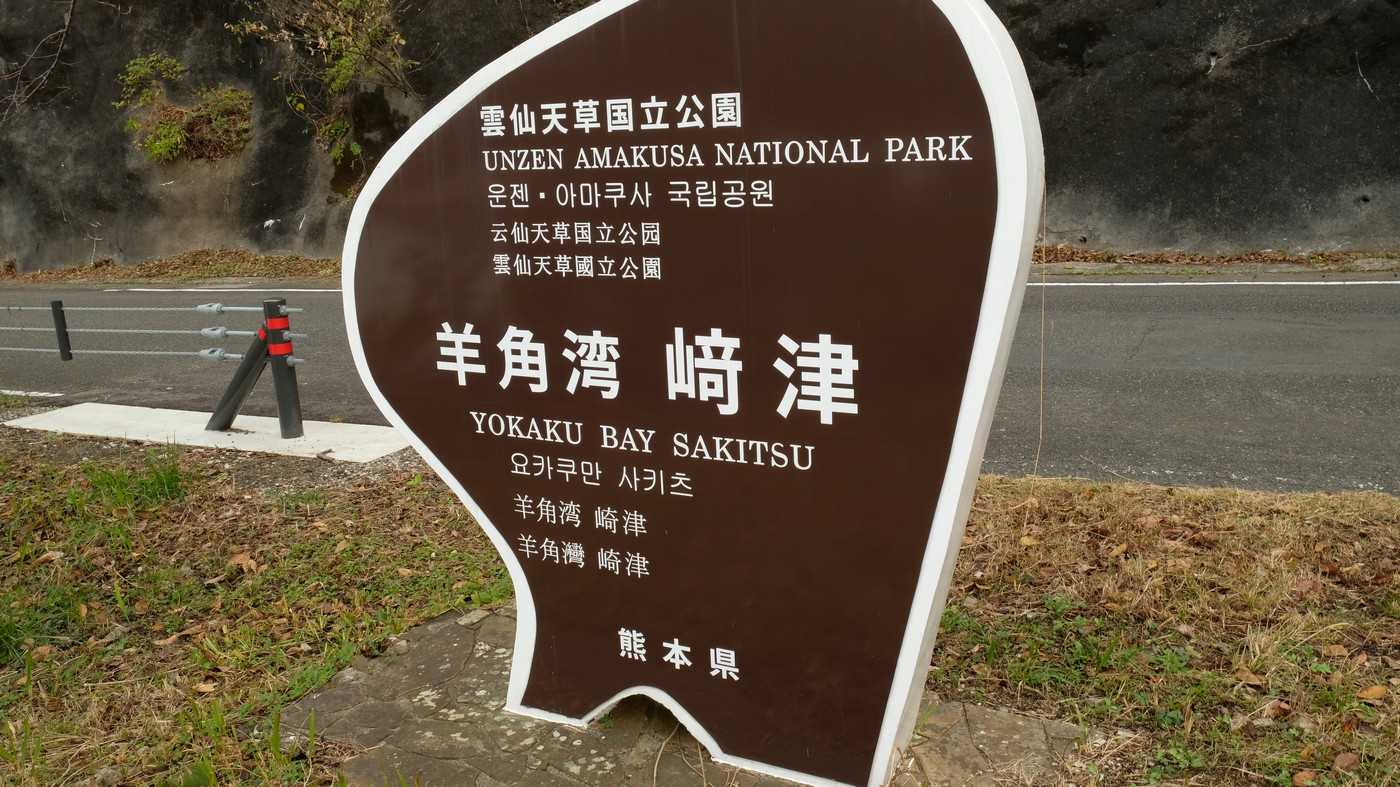 雲仙天草国立公園
UNZEN AMAKUSA NATIONAL PARK
운젠・아마쿠사 국립공원
云仙天草国立公园
雲仙天草國立公園
羊角湾 﨑津
YOKAKU BAY SAKITSU
요카쿠만 사키츠
羊角湾 崎津
羊角灣 崎津
熊本県